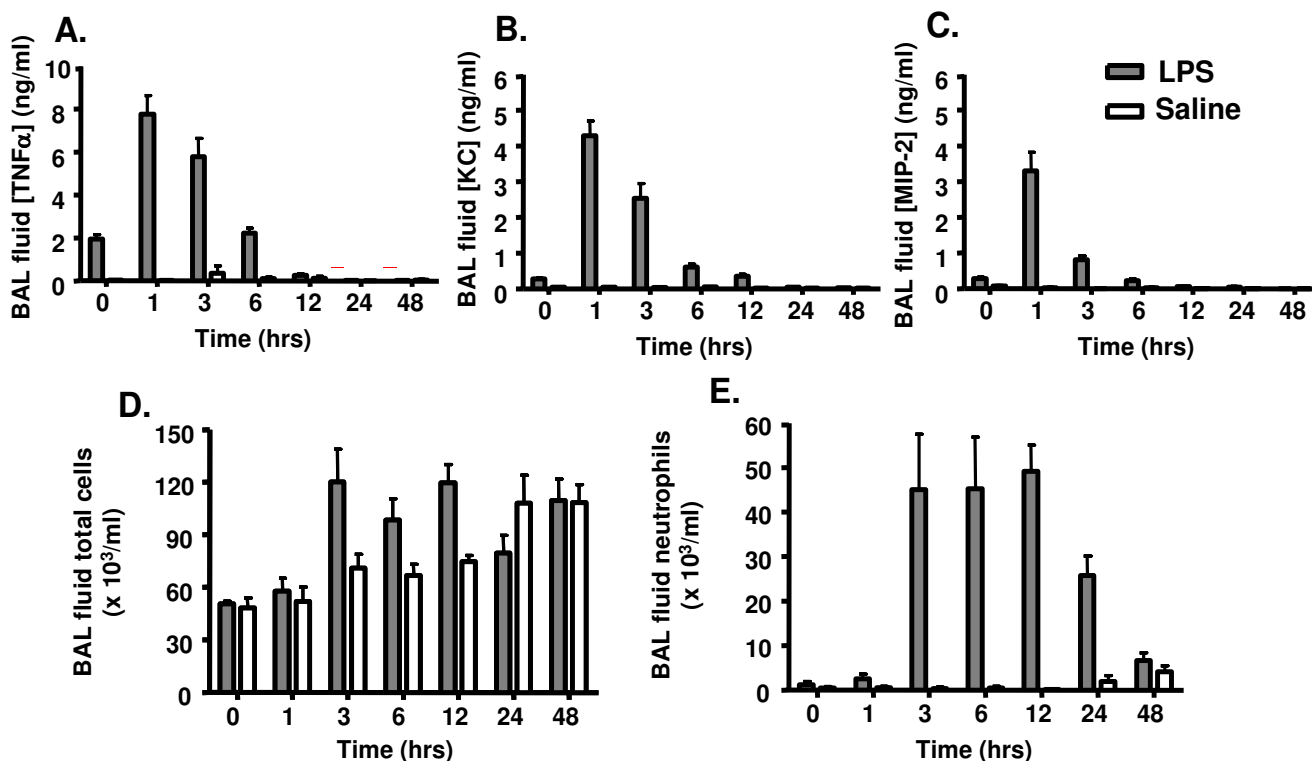 A.
BAL fluid [TNFα] (ng/ml)
10
8
6
4
2
0
0 1 3 6 12 24 48
Time (hrs)
B.
BAL fluid [KC] (ng/ml)
6
5
4
3
2
1
0
0 1 3 6 12 24 48
Time (hrs)
C.
BAL fluid [MIP-2] (ng/ml)
6
5
4
3
2
1
0
0 1 3 6 12 24 48
Time (hrs)
LPS
Saline
D.
BAL fluid total cells
(x 10³/ml)
150
120
90
60
30
0
0 1 3 6 12 24 48
Time (hrs)
E.
BAL fluid neutrophils
(x 10³/ml)
60
50
40
30
20
10
0
0 1 3 6 12 24 48
Time (hrs)